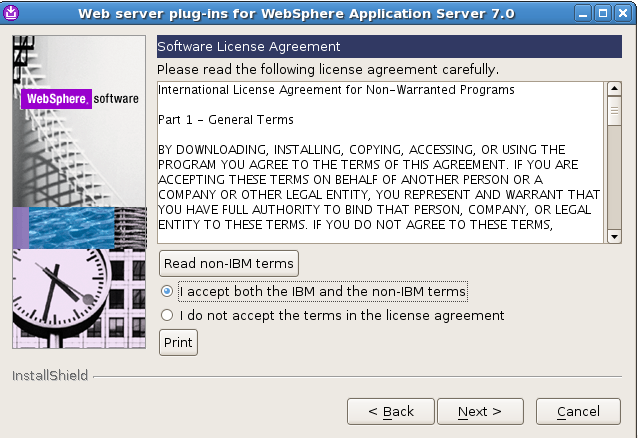 Web server plug-ins for WebSphere Application Server 7.0
WebSphere. software
Software License Agreement
Please read the following license agreement carefully.
International License Agreement for Non-Warranted Programs
Part 1 - General Terms
BY DOWNLOADING, INSTALLING, COPYING, ACCESSING, OR USING THE
PROGRAM YOU AGREE TO THE TERMS OF THIS AGREEMENT. IF YOU ARE
ACCEPTING THESE TERMS ON BEHALF OF ANOTHER PERSON OR A
COMPANY OR OTHER LEGAL ENTITY, YOU REPRESENT AND WARRANT THAT
YOU HAVE FULL AUTHORITY TO BIND THAT PERSON, COMPANY, OR LEGAL
ENTITY TO THESE TERMS. IF YOU DO NOT AGREE TO THESE TERMS,
Read non-IBM terms
I accept both the IBM and the non-IBM terms
I do not accept the terms in the license agreement
Print
InstallShield
< Back
Next >
Cancel